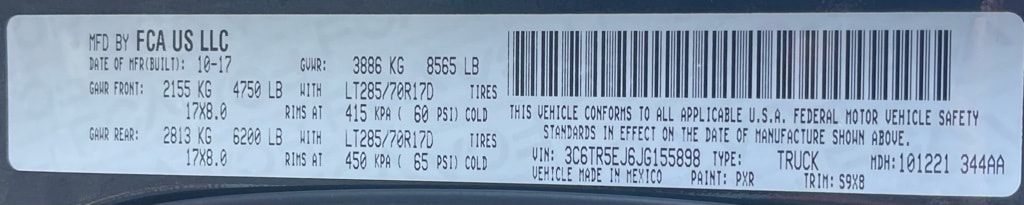 MFD BY FCA US LLC
DATE OF MFR(BUILT): 10-17 GVWR: 3886 KG 8565 LB
GAWR FRONT: 2155 KG 4750 LB WITH LT285/70R17D TIRES
17X8.0 RIMS AT 415 KPA ( 60 PSI) COLD
GAWR REAR: 2813 KG 6200 LB WITH LT285/70R17D TIRES
17X8.0 RIMS AT 450 KPA ( 65 PSI) COLD
THIS VEHICLE CONFORMS TO ALL APPLICABLE U.S.A. FEDERAL MOTOR VEHICLE SAFETY
STANDARDS IN EFFECT ON THE DATE OF MANUFACTURE SHOWN ABOVE.
VIN: 3C6TR5EJ6JG155898 TYPE: TRUCK MDH:101221 344AA
VEHICLE MADE IN MEXICO PAINT: PXR TRIM: S9X8